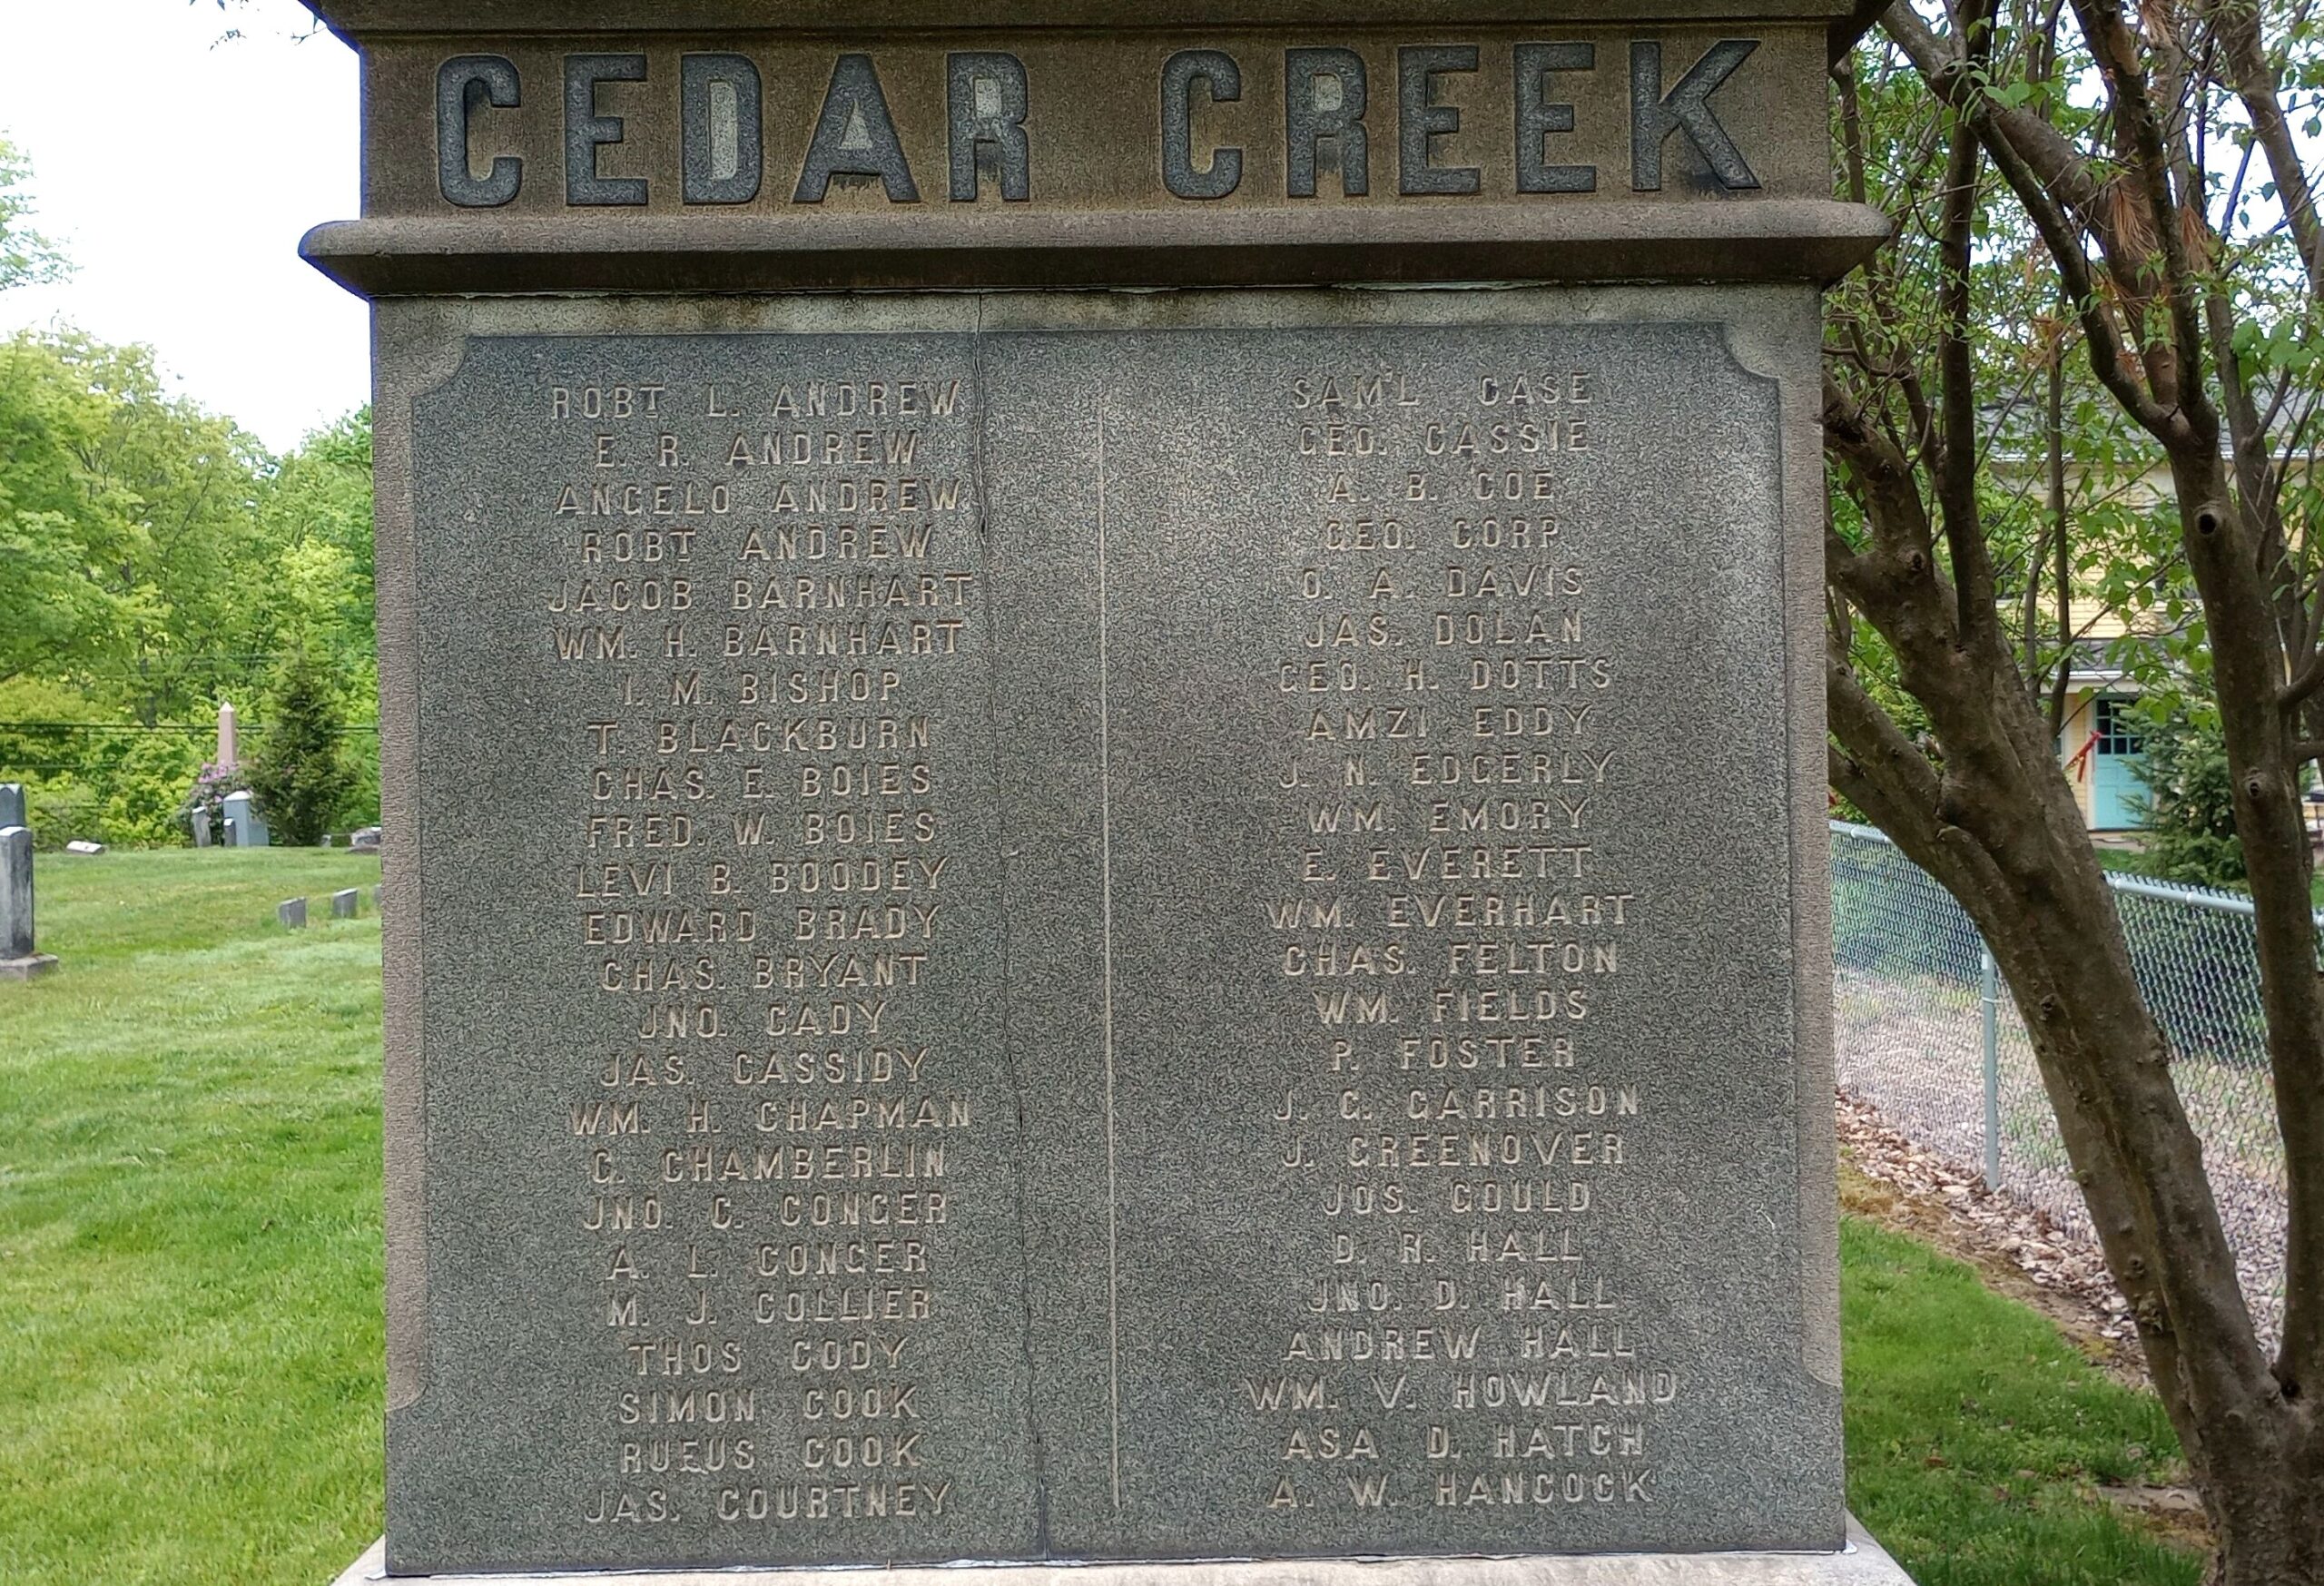 CEDAR CREEK
ROBT L. ANDREW
E. R. ANDREW
ANGELO ANDREW
ROBT ANDREW
JACOB BARNHART
WM. H. BARNHART
I. M. BISHOP
T. BLACKBURN
CHAS. E. BOIES
FRED. W. BOIES
LEVI B. BOODEY
EDWARD BRADY
CHAS. BRYANT
JNO. CADY
JAS. CASSIDY
WM. H. CHAPMAN
C. CHAMBERLIN
JNO. C. CONGER
A. L. CONGER
M. J. COLLIER
THOS CODY
SIMON COOK
RUFUS COOK
JAS. COURTNEY
SAM'L CASE
GEO. CASSIE
A. B. COE
GEO. CORP
O. A. DAVIS
JAS. DOLAN
GEO. H. DOTTS
AMZI EDDY
J. N. EDGERLY
WM. EMORY
E. EVERETT
WM. EVERHART
CHAS. FELTON
WM. FIELDS
P. FOSTER
J. G. GARRISON
J. GREENOVER
JOS. GOULD
D. R. HALL
JNO. D. HALL
ANDREW HALL
WM. V. HOWLAND
ASA D. HATCH
A. W. HANCOCK